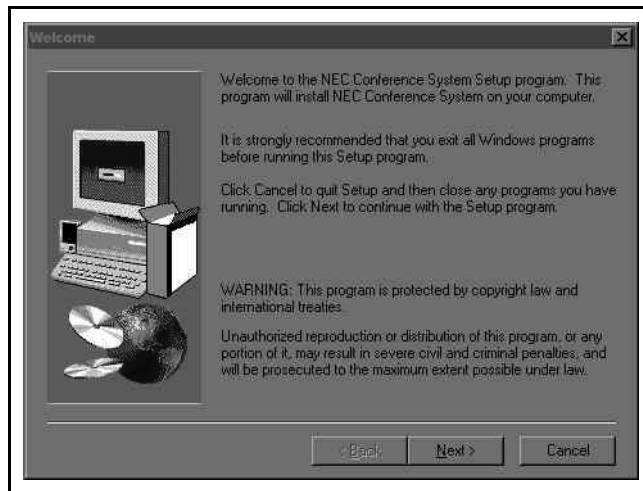 Welcome
Welcome to the NEC Conference System Setup program. This
program will install NEC Conference System on your computer.
It is strongly recommended that you exit all Windows programs
before running this Setup program.
Click Cancel to quit Setup and then close any programs you have
running. Click Next to continue with the Setup program.
WARNING: This program is protected by copyright law and
international treaties.
Unauthorized reproduction or distribution of this program, or any
portion of it, may result in severe civil and criminal penalties, and
will be prosecuted to the maximum extent possible under law.
< Back Next > Cancel